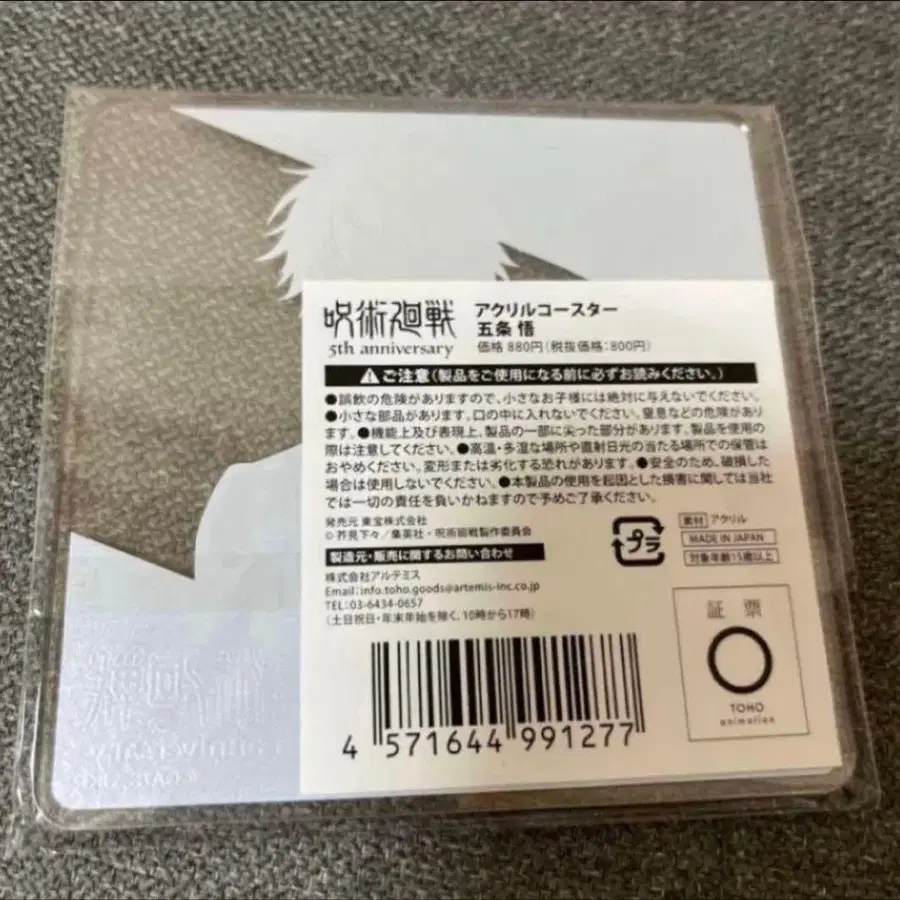 呪術廻戦
5th anniversary
アクリルコースター
五条 悟
価格 880円(税抜価格:800円)
ご注意(製品をご使用になる前に必ずお読みください。)
●誤飲の危険がありますので、小さなお子様には絶対に与えないでください。
●小さな部品があります。口の中に入れないでください。窒息などの危険があり
ます。●機能上及び表現上、製品の一部に尖った部分があります。製品を使用の
際は注意してください。●高温・多湿な場所や直射日光の当たる場所での保管は
おやめください。変形または劣化する恐れがあります。●安全のため、破損した
場合は使用しないでください。●本製品の使用を起因とした損害に関しては当社
では一切の責任を負いかねますので予めご了承ください。
発売元 東宝株式会社
©芥見下々/集英社・呪術廻戦製作委員会
製造元・販売に関するお問い合わせ
株式会社アルテミス
Email:info.toho.goods@artemis-inc.co.jp
TEL:03-6434-0657
(土日祝日・年末年始を除く、10時から17時)
プラ
素材 アクリル
MADE IN JAPAN
対象年齢15歳以上
証票
TOHO
animation
4 571644 991277